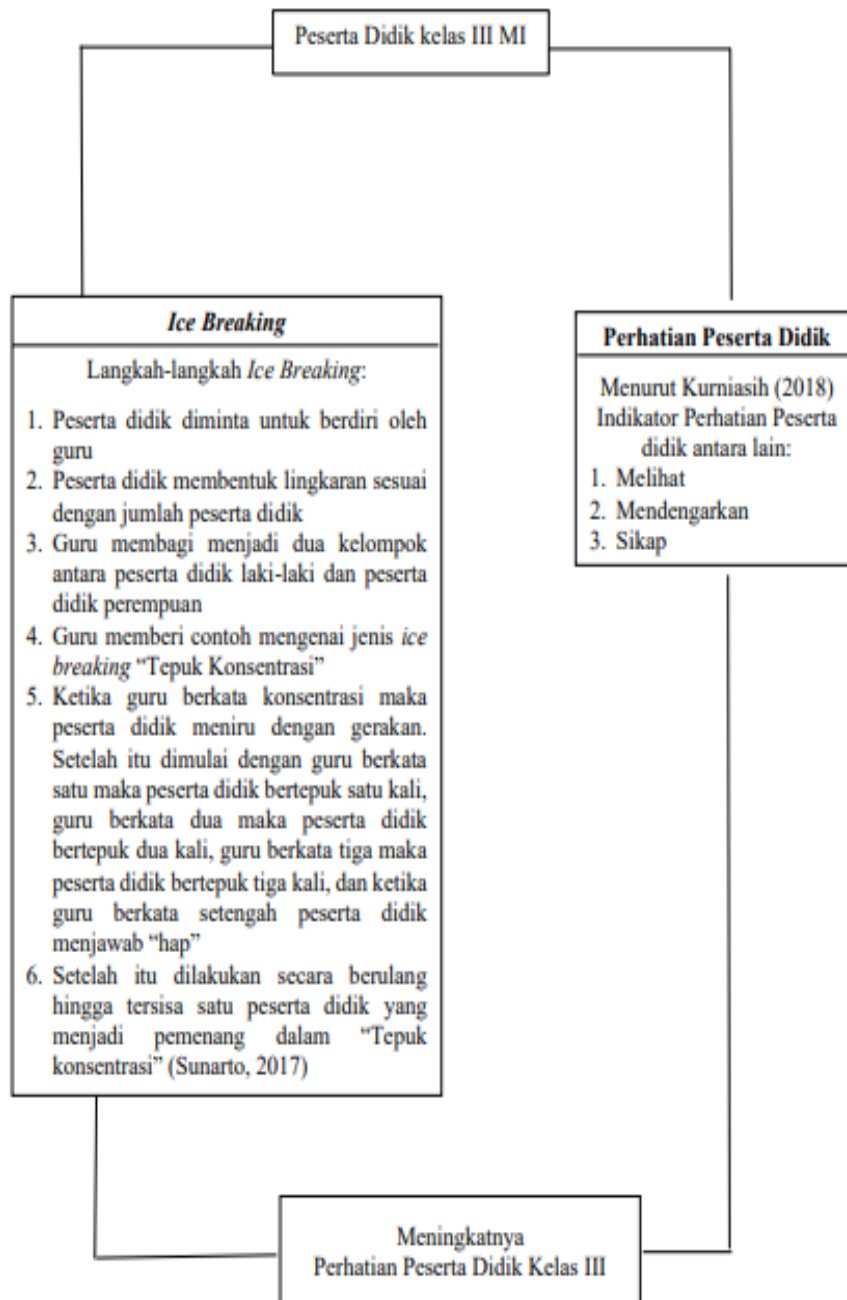 Peserta Didik kelas III MI
Ice Breaking
Langkah-langkah Ice Breaking:
1. Peserta didik diminta untuk berdiri oleh
guru
2. Peserta didik membentuk lingkaran sesuai
dengan jumlah peserta didik
3. Guru membagi menjadi dua kelompok
antara peserta didik laki-laki dan peserta
didik perempuan
4. Guru memberi contoh mengenai jenis ice
breaking “Tepuk Konsentrasi”
5. Ketika guru berkata konsentrasi maka
peserta didik meniru dengan gerakan.
Setelah itu dimulai dengan guru berkata
satu maka peserta didik bertepuk satu kali,
guru berkata dua maka peserta didik
bertepuk dua kali, guru berkata tiga maka
peserta didik bertepuk tiga kali, dan ketika
guru berkata setengah peserta didik
menjawab “hap”
6. Setelah itu dilakukan secara berulang
hingga tersisa satu peserta didik yang
menjadi pemenang dalam “Tepuk
konsentrasi” (Sunarto, 2017)
Perhatian Peserta Didik
Menurut Kurniasih (2018)
Indikator Perhatian Peserta
didik antara lain:
1. Melihat
2. Mendengarkan
3. Sikap
Meningkatnya
Perhatian Peserta Didik Kelas III